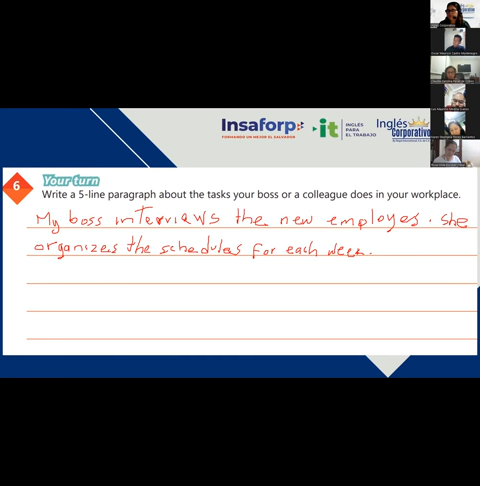 Insaforp
FORMANDO UN MEJOR EL SALVADOR
it
INGLÉS
PARA
EL TRABAJO
Inglés
Corporativo
6
Your turn
Write a 5-line paragraph about the tasks your boss or a colleague does in your workplace.
My boss interviews the new employes. She
organizes the schedules for each week.